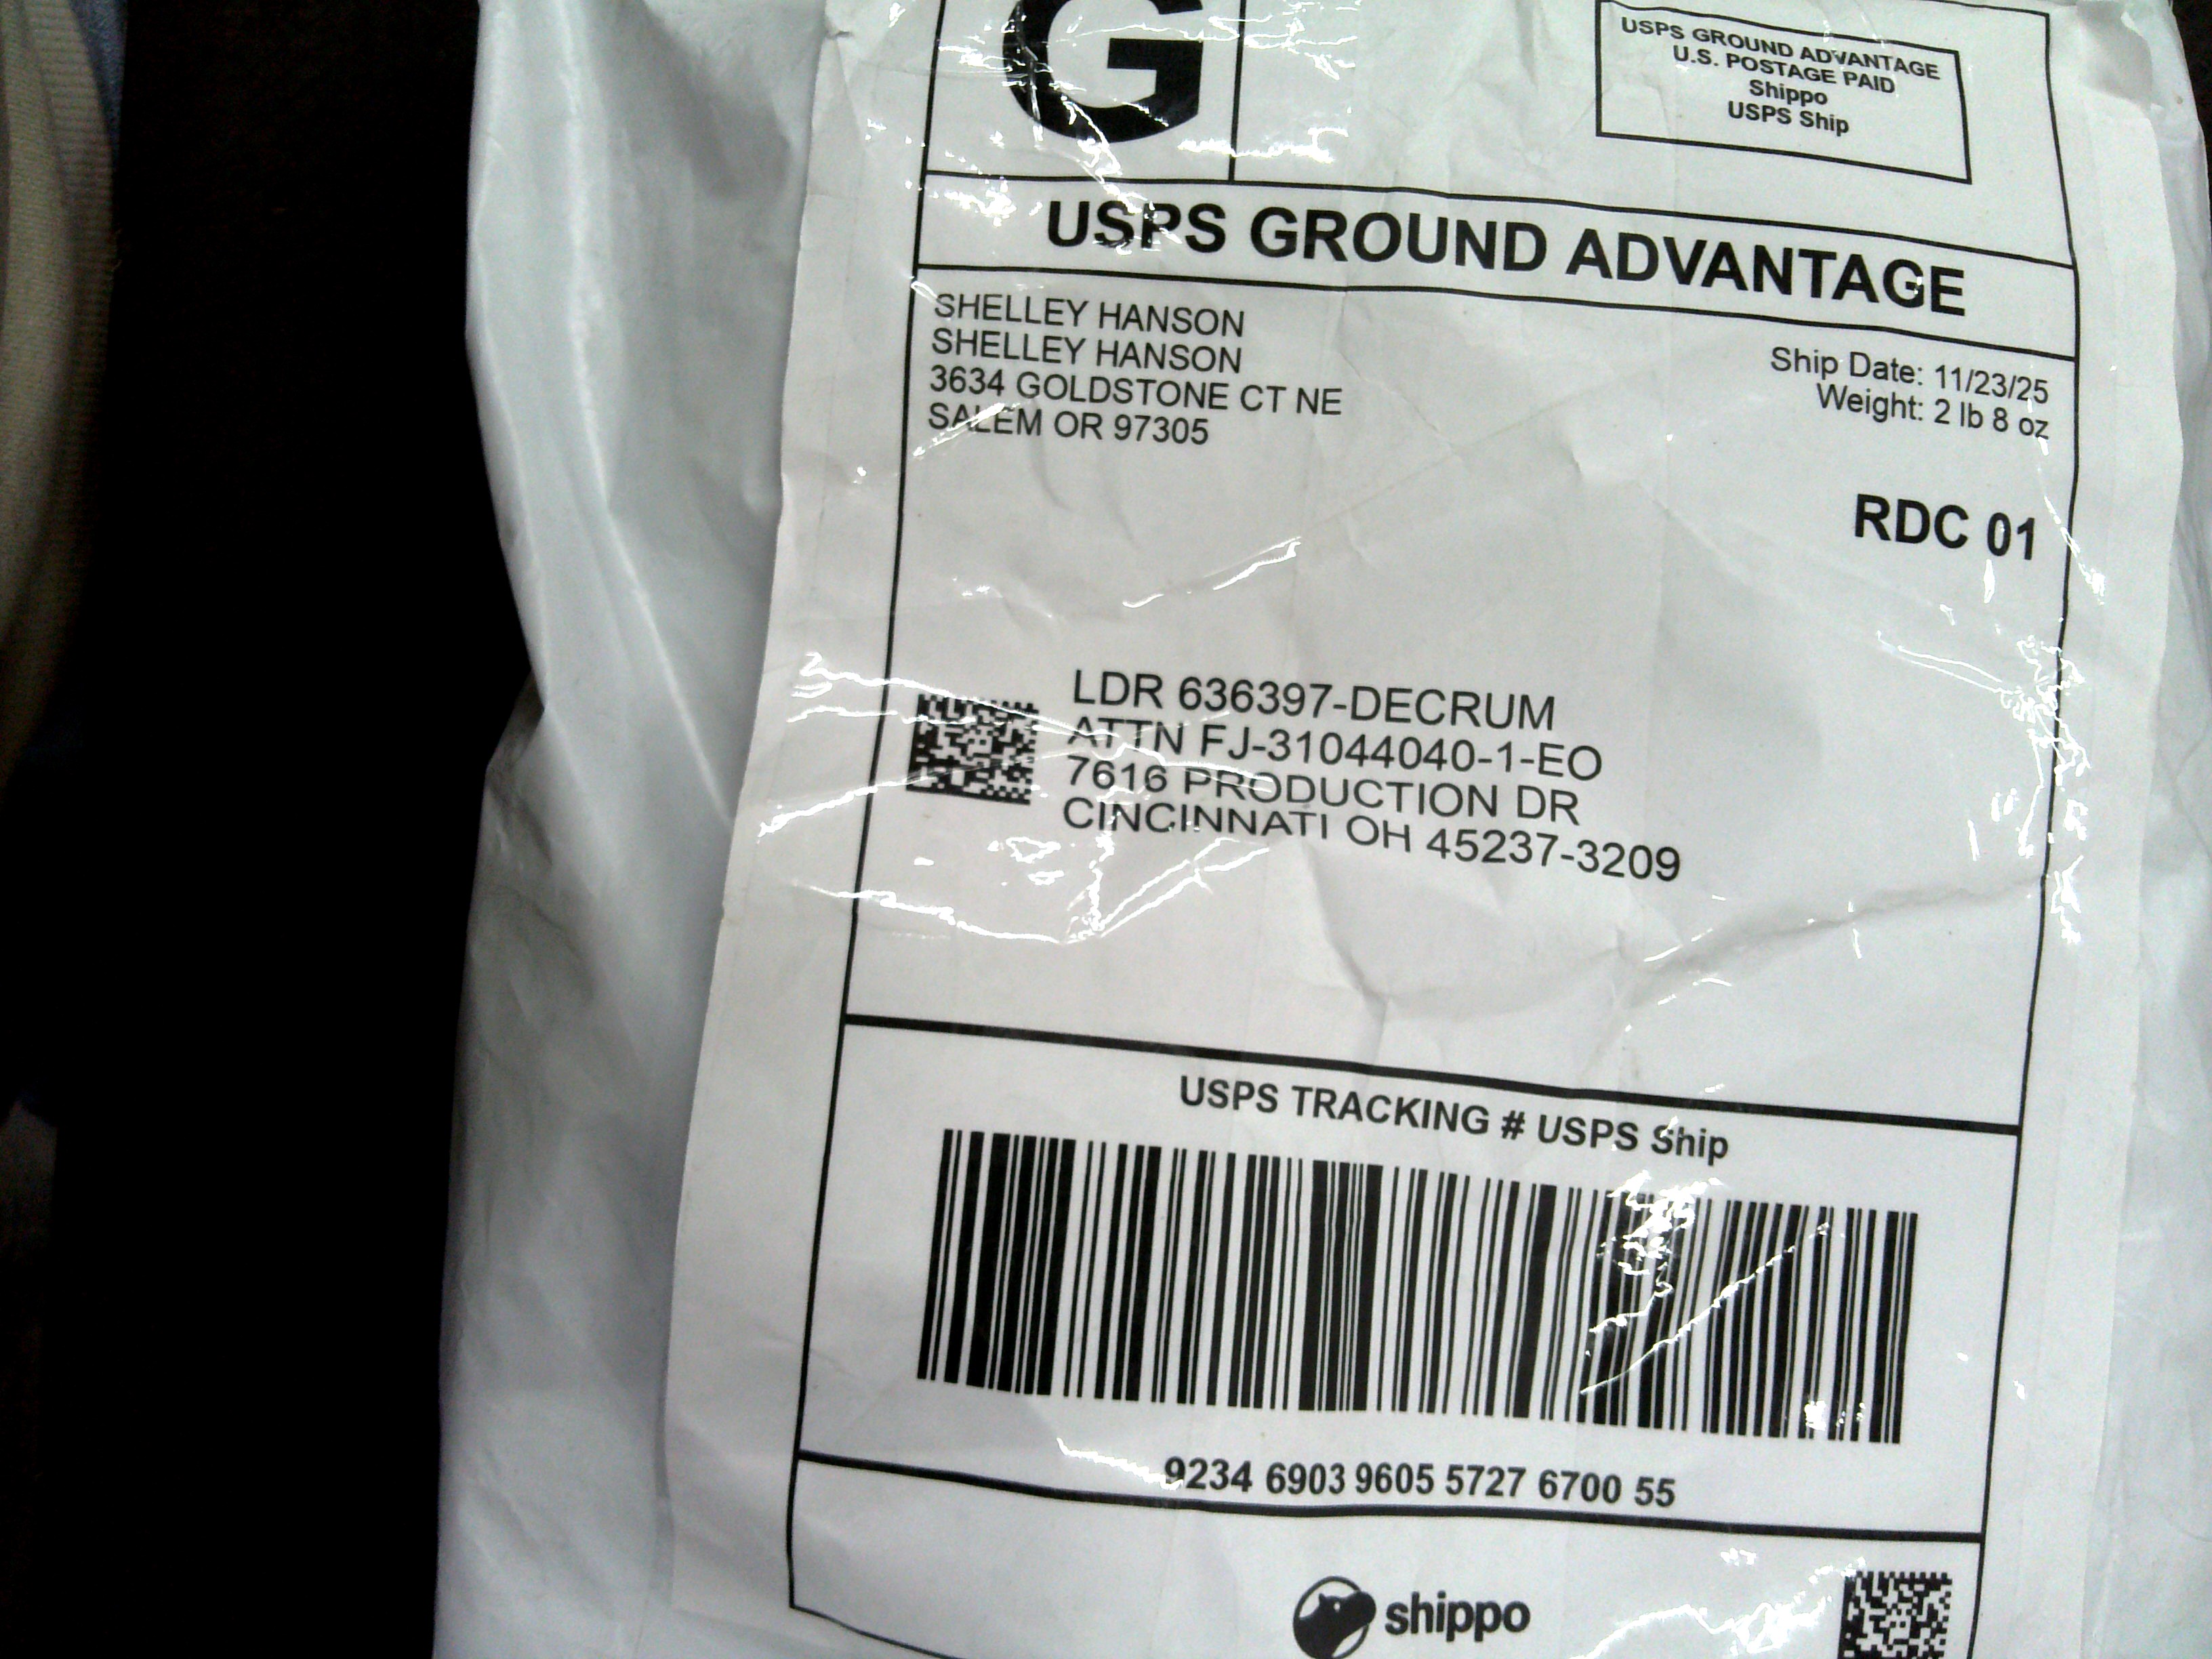 G
USPS GROUND ADVANTAGE
U.S. POSTAGE PAID
Shippo
USPS Ship
USPS GROUND ADVANTAGE
SHELLEY HANSON
SHELLEY HANSON
3634 GOLDSTONE CT NE
SALEM OR 97305
Ship Date: 11/23/25
Weight: 2 lb 8 oz
RDC 01
LDR 636397-DECRUM
ATTN FJ-31044040-1-EO
7616 PRODUCTION DR
CINCINNATI OH 45237-3209
USPS TRACKING # USPS Ship
9234 6903 9605 5727 6700 55
shippo